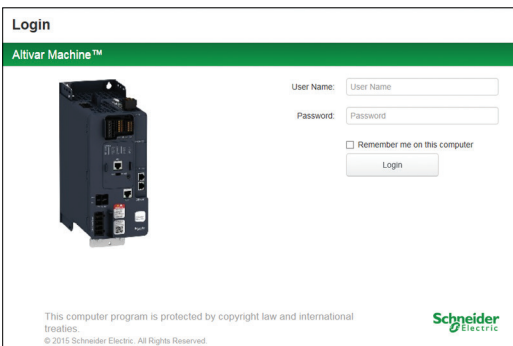 Login
Altivar Machine™
User Name:
User Name
Password:
Password
Remember me on this computer
Login
This computer program is protected by copyright law and international
treaties.
© 2015 Schneider Electric. All Rights Reserved.
Schneider
Electric